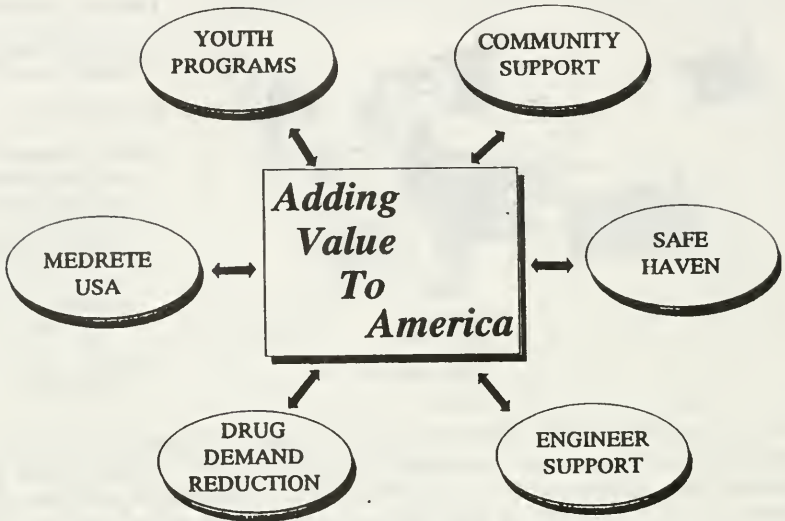 YOUTH
PROGRAMS
COMMUNITY
SUPPORT
Adding
Value
To
America
MEDRETE
USA
SAFE
HAVEN
DRUG
DEMAND
REDUCTION
ENGINEER
SUPPORT